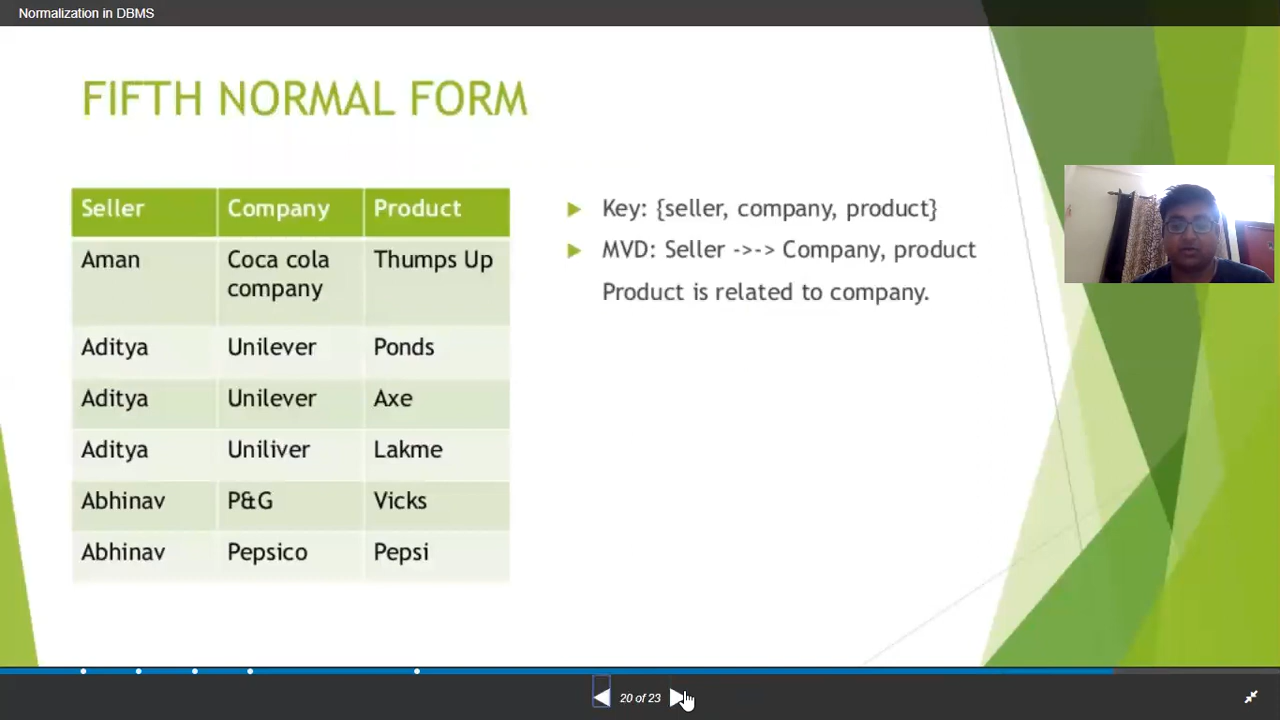 Normalization in DBMS
FIFTH NORMAL FORM
Seller Company Product
Aman Coca cola Thumps Up
company
Aditya Unilever Ponds
Aditya Unilever Axe
Aditya Uniliver Lakme
Abhinav P&G Vicks
Abhinav Pepsico Pepsi
Key: {seller, company, product}
MVD: Seller ->-> Company, product
Product is related to company.
20 of 23